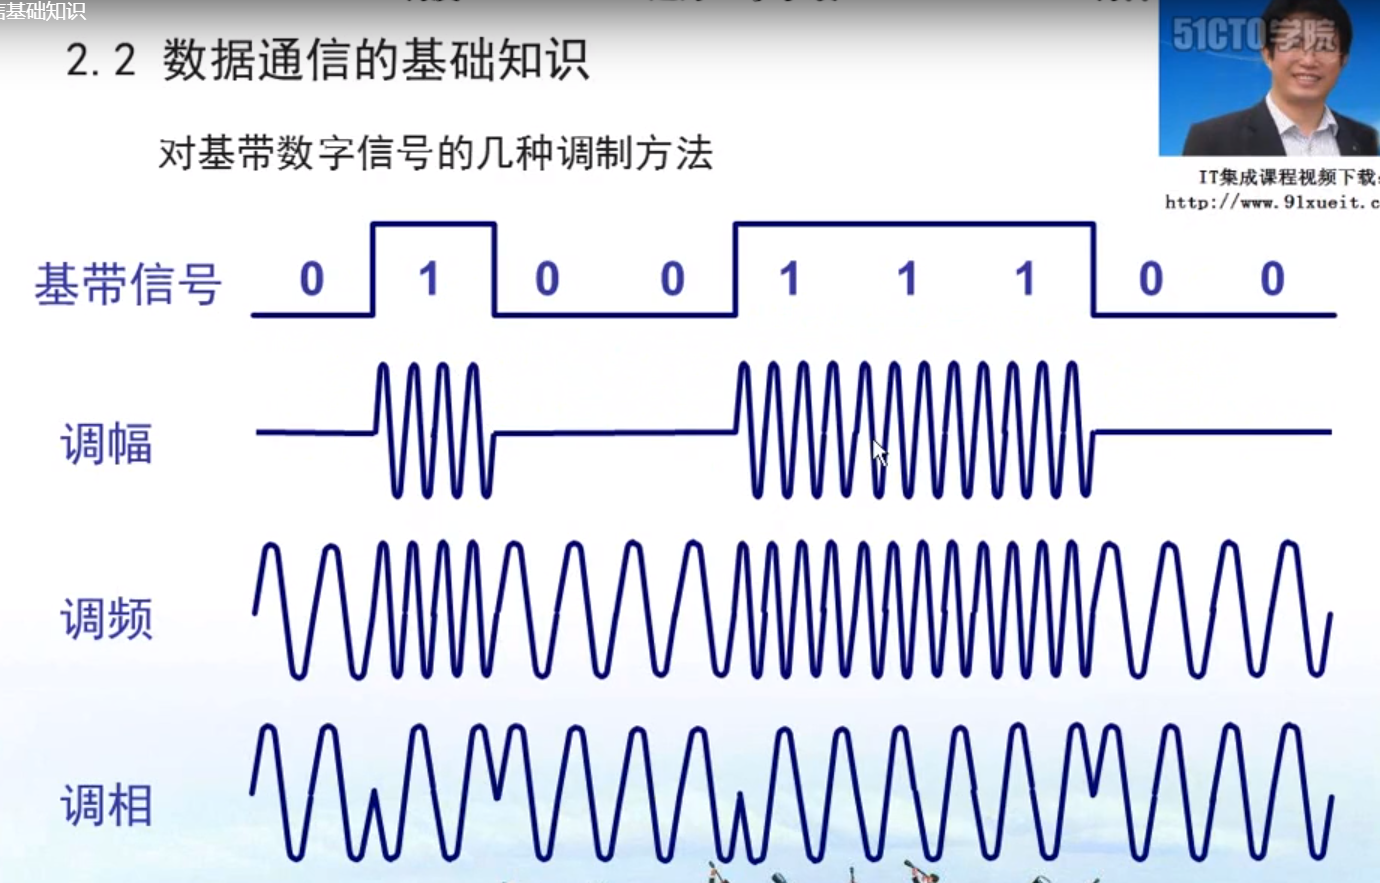 信基础知识
51CTO学院
2.2 数据通信的基础知识
对基带数字信号的几种调制方法
IT集成课程视频下载
http://www.91xueit.c
基带信号 0 1 0 0 1 1 1 0 0
调幅
调频
调相